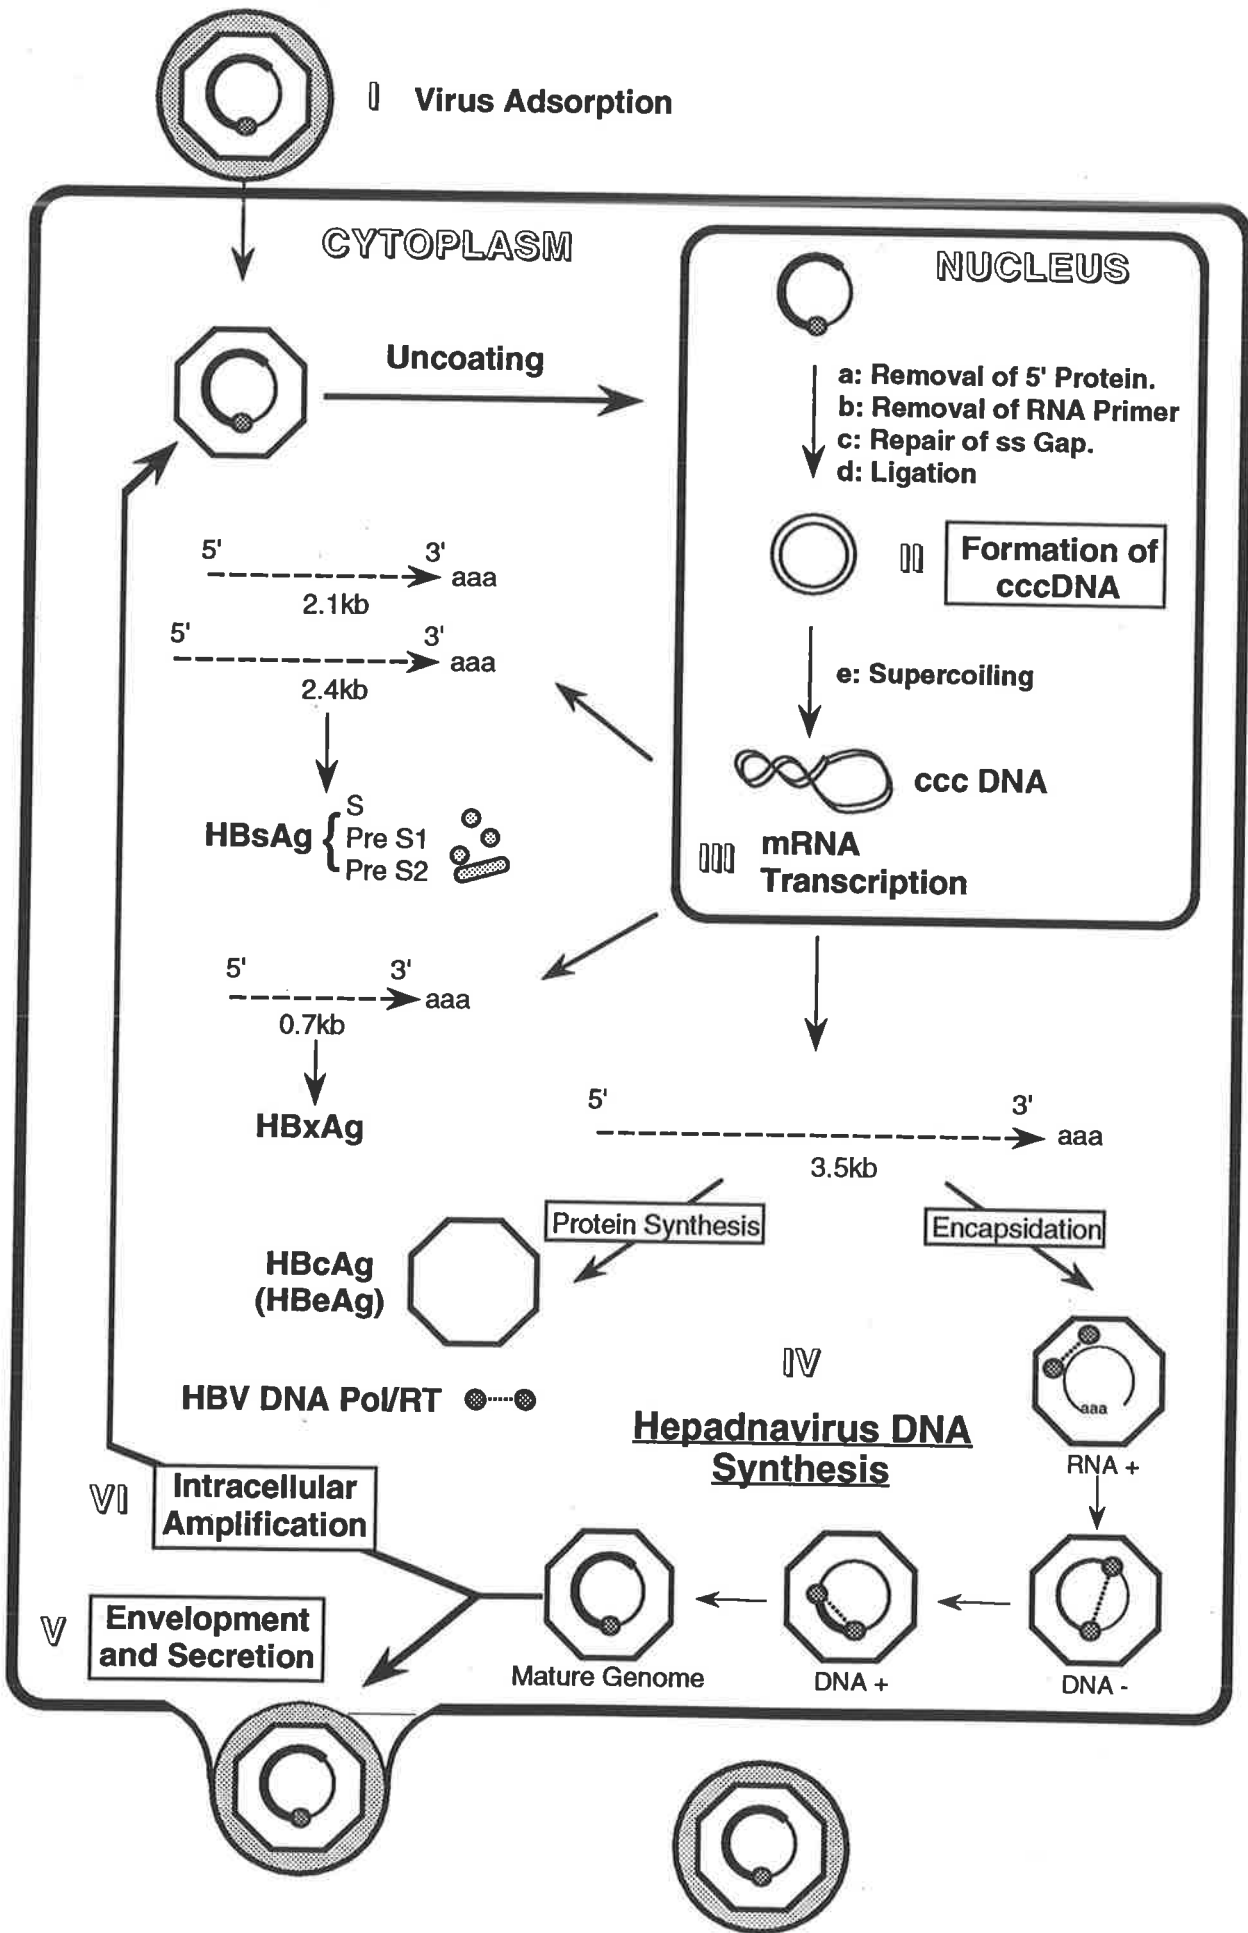 I Virus Adsorption
CYTOPLASM
NUCLEUS
Uncoating
a: Removal of 5' Protein.
b: Removal of RNA Primer
c: Repair of ss Gap.
d: Ligation
II
Formation of
cccDNA
e: Supercoiling
ccc DNA
III
mRNA
Transcription
5' 3'
aaa
2.1kb
5' 3'
aaa
2.4kb
HBsAg { S
Pre S1
Pre S2
5' 3'
aaa
0.7kb
HBxAg
5' 3'
aaa
3.5kb
Protein Synthesis
Encapsidation
HBcAg
(HBeAg)
HBV DNA Pol/RT
IV
Hepadnavirus DNA
Synthesis
aaa
RNA +
DNA -
DNA +
Mature Genome
VI
Intracellular
Amplification
V
Envelopment
and Secretion